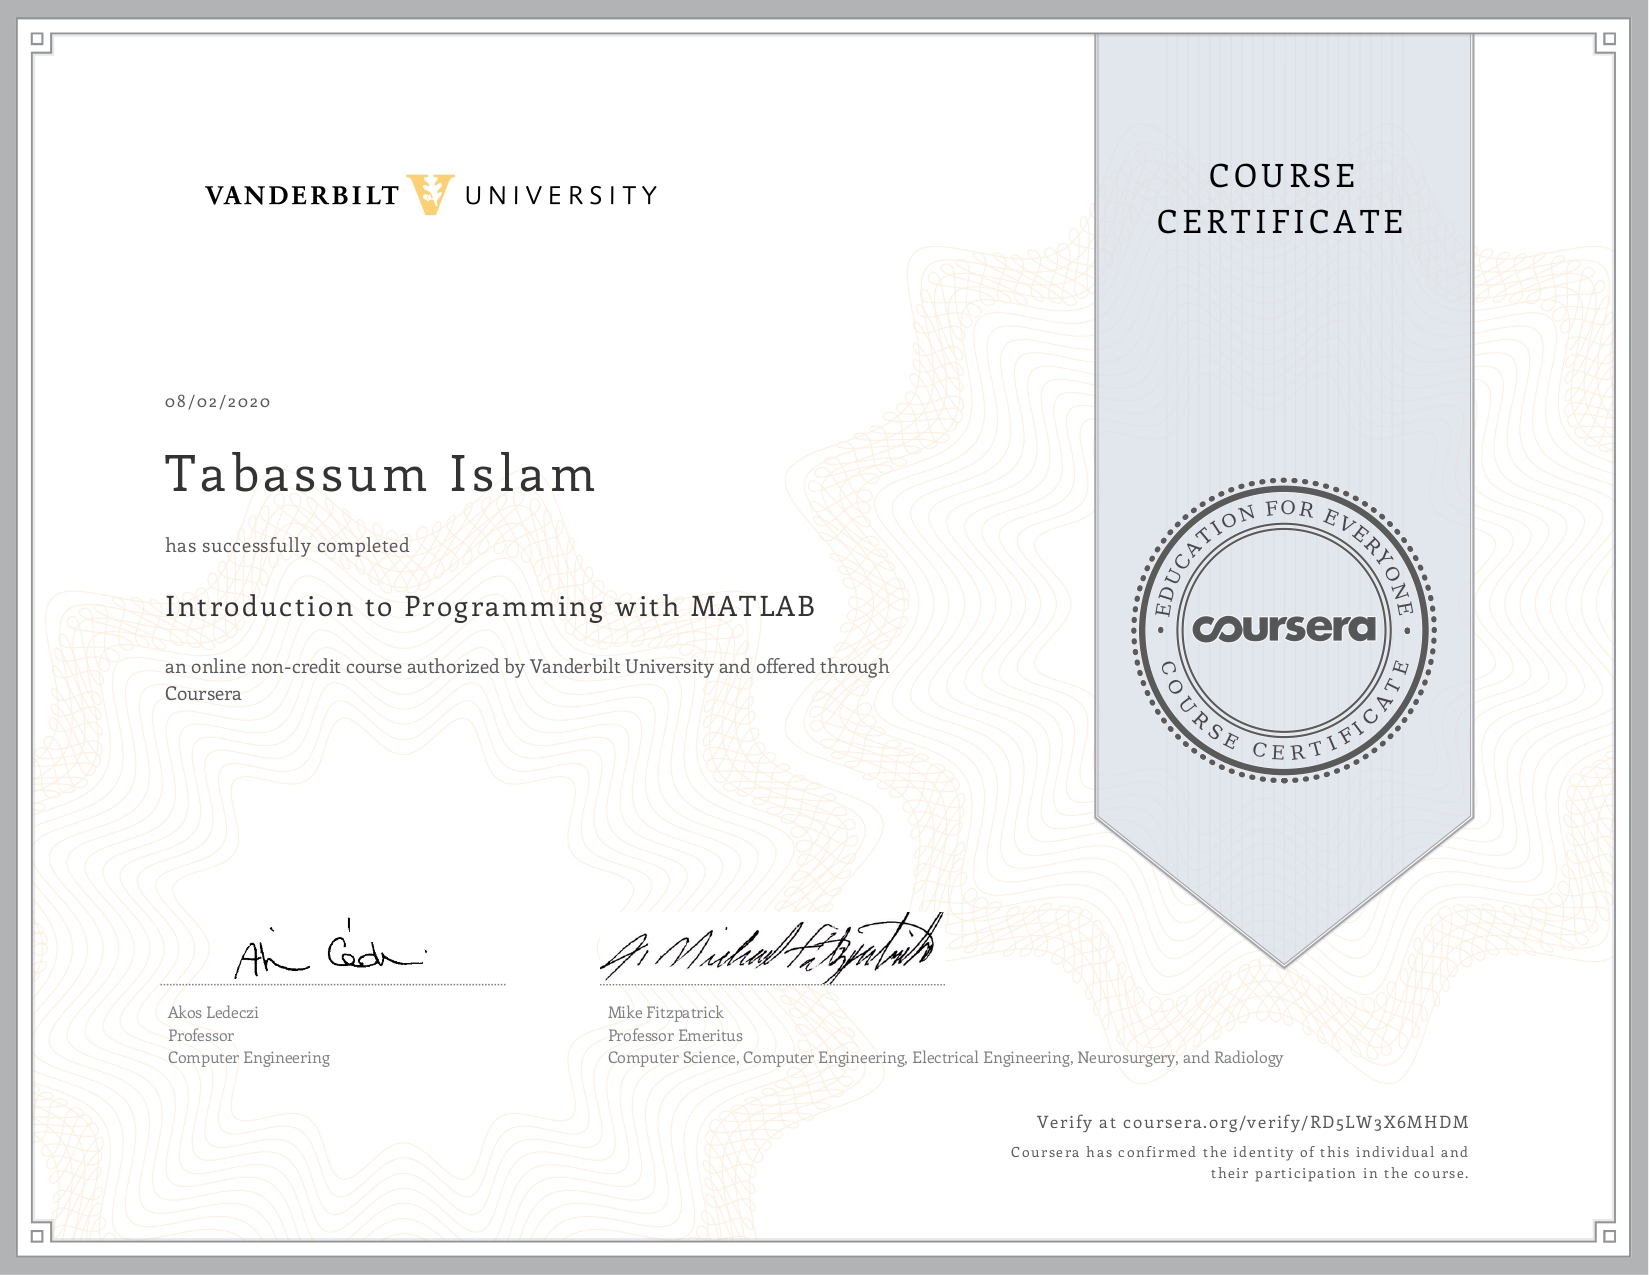 VANDERBILT UNIVERSITY
COURSE
CERTIFICATE
08/02/2020
Tabassum Islam
has successfully completed
Introduction to Programming with MATLAB
an online non-credit course authorized by Vanderbilt University and offered through
Coursera
EDUCATION FOR EVERYONE
coursera
COURSE CERTIFICATE
Akos Ledeczi
Professor
Computer Engineering
J. Michael Fitzpatrick
Mike Fitzpatrick
Professor Emeritus
Computer Science, Computer Engineering, Electrical Engineering, Neurosurgery, and Radiology
Verify at coursera.org/verify/RD5LW3X6MHDM
Coursera has confirmed the identity of this individual and
their participation in the course.